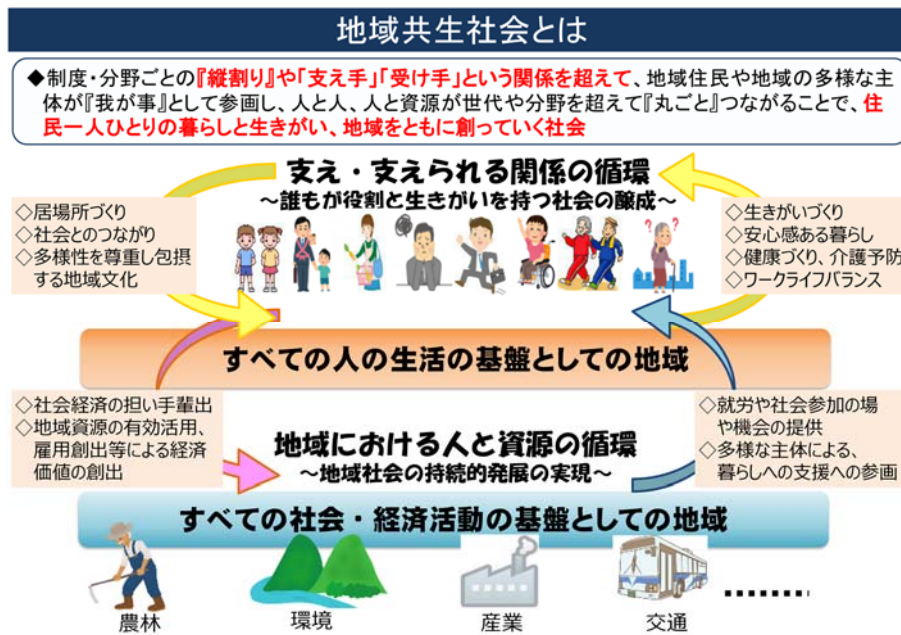 地域共生社会とは
◆制度・分野ごとの『縦割り』や「支え手」「受け手」という関係を超えて、地域住民や地域の多様な主
体が『我が事』として参画し、人と人、人と資源が世代や分野を超えて『丸ごと』つながることで、住
民一人ひとりの暮らしと生きがい、地域をともに創っていく社会
支え・支えられる関係の循環
～誰もが役割と生きがいを持つ社会の醸成～
◇居場所づくり
◇社会とのつながり
◇多様性を尊重し包摂
する地域文化
◇生きがいづくり
◇安心感ある暮らし
◇健康づくり、介護予防
◇ワークライフバランス
すべての人の生活の基盤としての地域
◇社会経済の担い手輩出
◇地域資源の有効活用、
雇用創出等による経済
価値の創出
地域における人と資源の循環
～地域社会の持続的発展の実現～
◇就労や社会参加の場
や機会の提供
◇多様な主体による、
暮らしへの支援への参画
すべての社会・経済活動の基盤としての地域
農林
環境
産業
交通